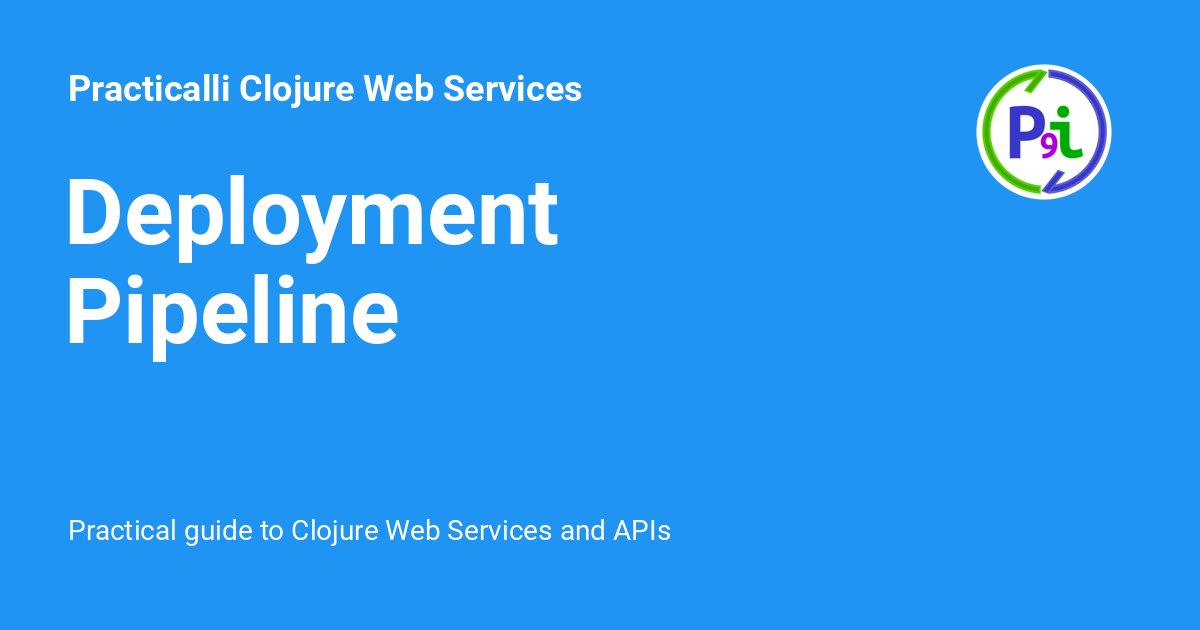 Practicalli Clojure Web Services
P9i
Deployment
Pipeline
Practical guide to Clojure Web Services and APIs